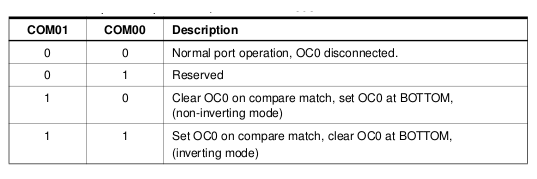 COM01 COM00 Description
0 0 Normal port operation, OC0 disconnected.
0 1 Reserved
1 0 Clear OC0 on compare match, set OC0 at BOTTOM,
(non-inverting mode)
1 1 Set OC0 on compare match, clear OC0 at BOTTOM,
(inverting mode)